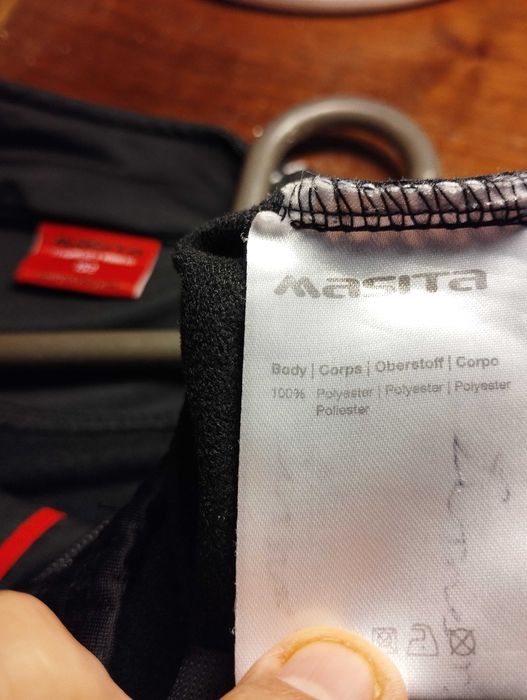 masita
Body | Corps | Oberstoff | Corpo
100% Polyester | Polyester | Polyester
Poliester